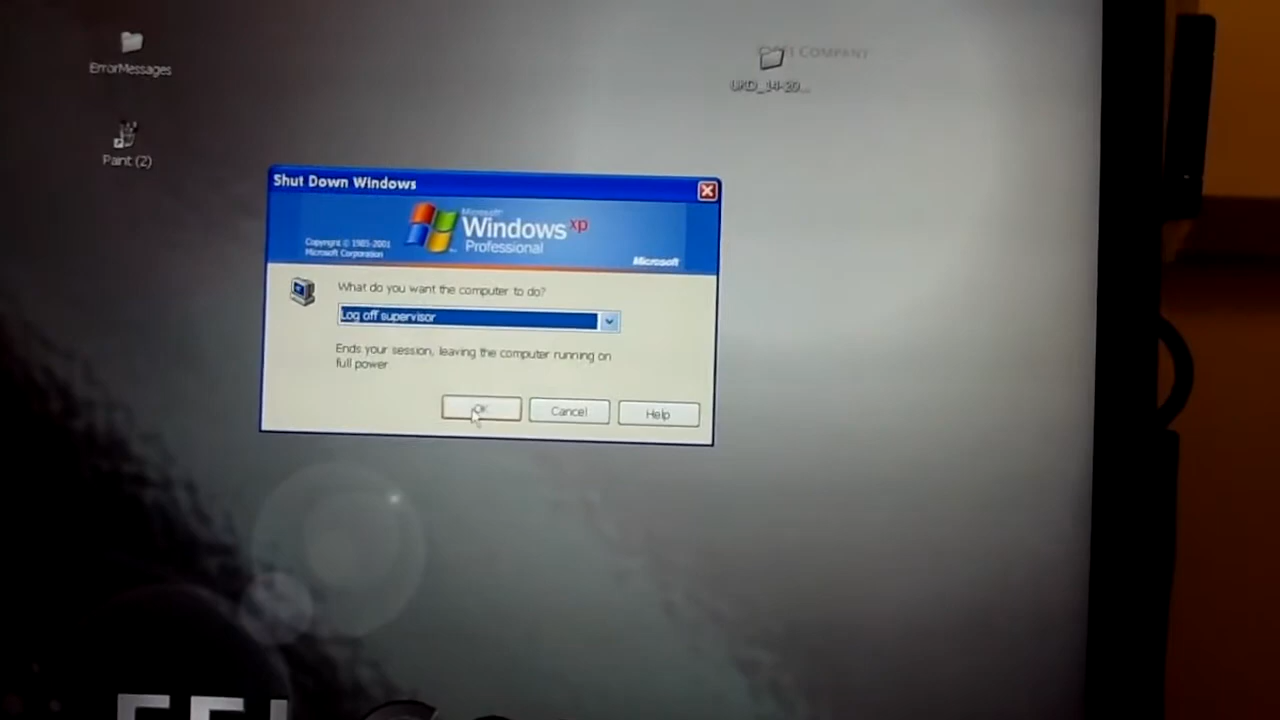 ErrorMessages
Paint (2)
FEI COMPANY
Shut Down Windows
Microsoft
Windows xp
Professional
Copyright © 1985-2001
Microsoft Corporation
Microsoft
What do you want the computer to do?
Log off supervisor
Ends your session, leaving the computer running on
full power
OK
Cancel
Help
FEI